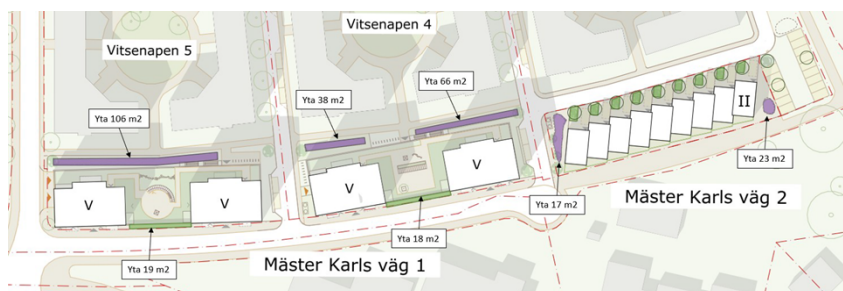 Vitsenapen 5
Vitsenapen 4
Yta 106 m2
Yta 38 m2
Yta 66 m2
II
Yta 23 m2
V
V
V
V
Mäster Karls väg 2
Yta 17 m2
Yta 19 m2
Yta 18 m2
Mäster Karls väg 1